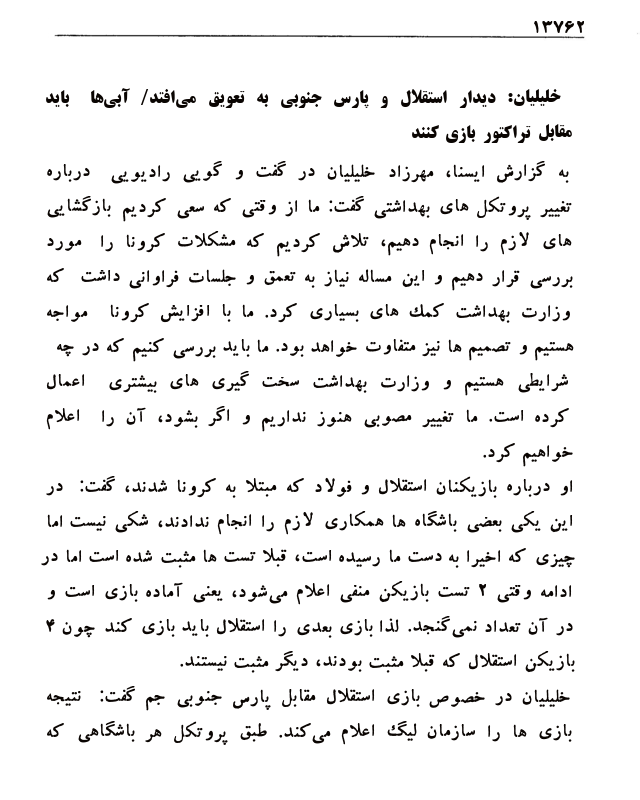 ۱۳۷۶۲
خلیلیان: دیدار استقلال و پارس جنوبی به تعویق می‌افتد/ آبی‌ها باید
مقابل تراکتور بازی کنند
به گزارش ایسنا، مهرزاد خلیلیان در گفت و گویی رادیویی درباره
تغییر پروتکل های بهداشتی گفت: ما از وقتی که سعی کردیم بازگشایی
های لازم را انجام دهیم، تلاش کردیم که مشکلات کرونا را مورد
بررسی قرار دهیم و این مساله نیاز به تعمق و جلسات فراوانی داشت که
وزارت بهداشت کمك های بسیاری کرد. ما با افزایش کرونا مواجه
هستیم و تصمیم ها نیز متفاوت خواهد بود. ما باید بررسی کنیم که در چه
شرایطی هستیم و وزارت بهداشت سخت گیری های بیشتری اعمال
کرده است. ما تغییر مصوبی هنوز نداریم و اگر بشود، آن را اعلام
خواهیم کرد.
او درباره بازیکنان استقلال و فولاد که مبتلا به کرونا شدند، گفت: در
این یکی بعضی باشگاه ها همکاری لازم را انجام ندادند، شکی نیست اما
چیزی که اخیرا به دست ما رسیده است، قبلا تست ها مثبت شده است اما در
ادامه وقتی ۲ تست بازیکن منفی اعلام می‌شود، یعنی آماده بازی است و
در آن تعداد نمی‌گنجد. لذا بازی بعدی را استقلال باید بازی کند چون ۴
بازیکن استقلال که قبلا مثبت بودند، دیگر مثبت نیستند.
خلیلیان در خصوص بازی استقلال مقابل پارس جنوبی جم گفت: نتیجه
بازی ها را سازمان لیگ اعلام می‌کند. طبق پروتکل هر باشگاهی که